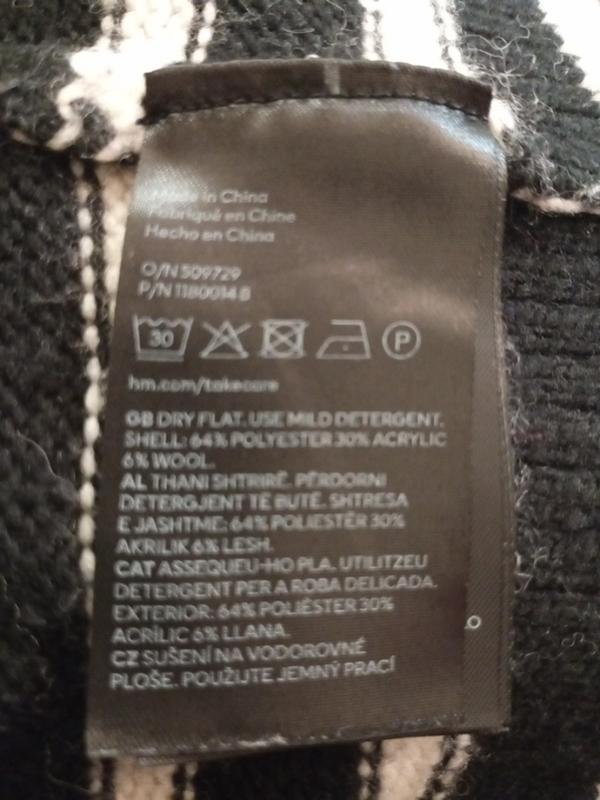 Made in China
Fabriqué en Chine
Hecho en China
O/N 509729
P/N 1180014 8
30
P
hm.com/takecare
GB DRY FLAT. USE MILD DETERGENT.
SHELL: 64% POLYESTER 30% ACRYLIC
6% WOOL.
AL THANI SHTRIRË. PËRDORNI
DETERGJENT TË BUTË. SHTRESA
E JASHTME: 64% POLIESTËR 30%
AKRILIK 6% LESH.
CAT ASSEQUEU-HO PLA. UTILITZEU
DETERGENT PER A ROBA DELICADA.
EXTERIOR: 64% POLIÈSTER 30%
ACRÍLIC 6% LLANA.
CZ SUŠENÍ NA VODOROVNÉ
PLOŠE. POUŽIJTE JEMNÝ PRACÍ